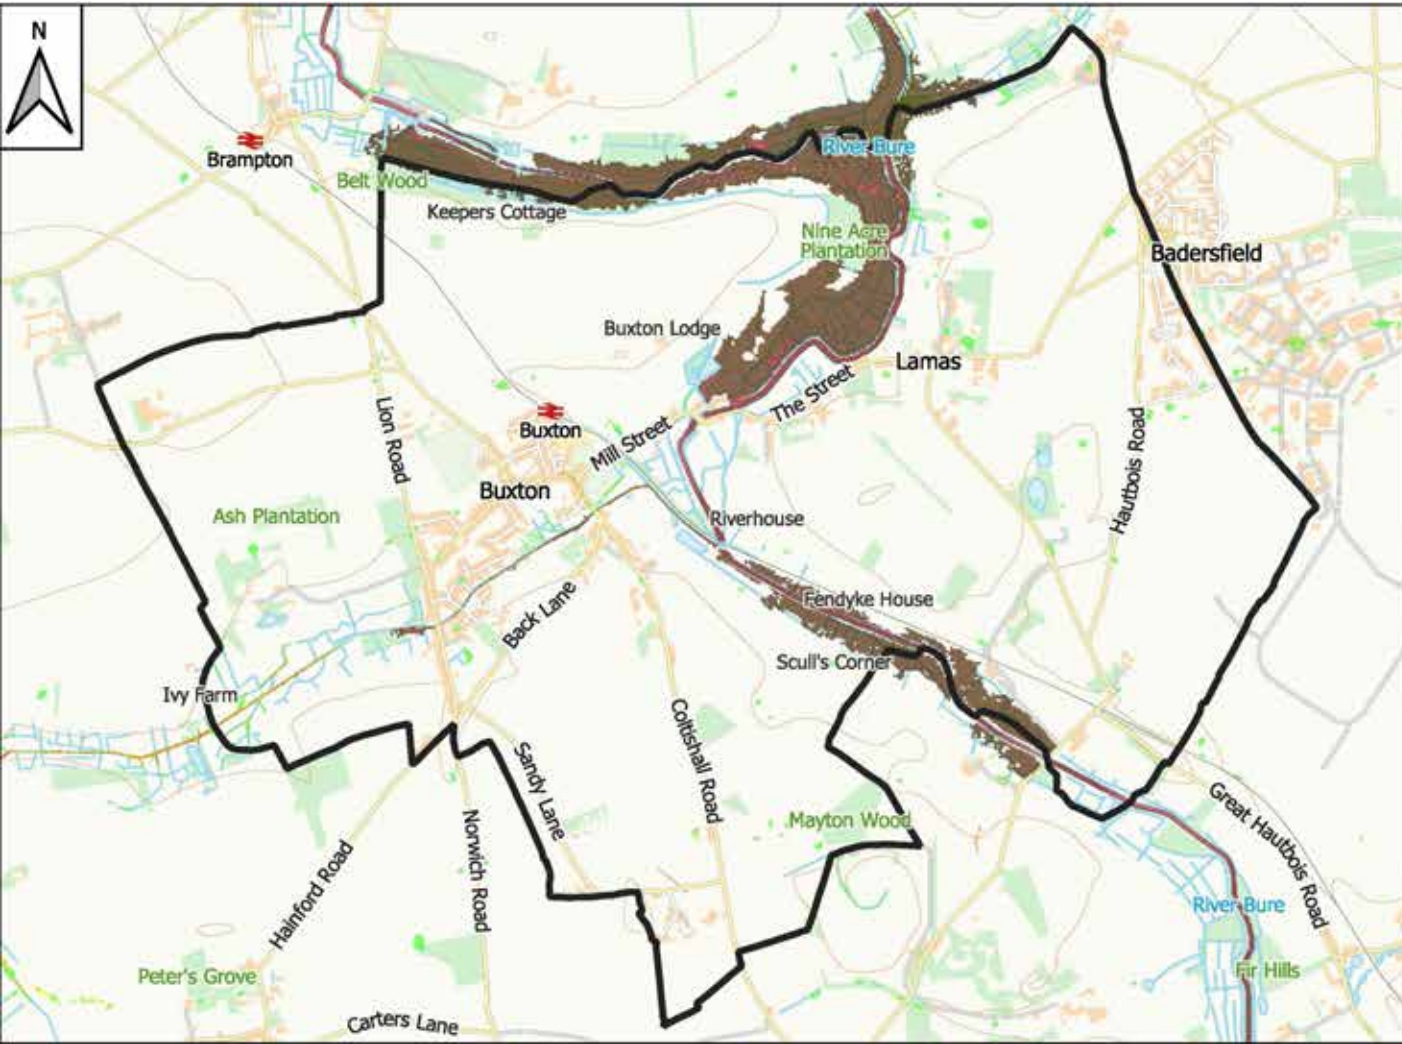 N
River Bure
Brampton
Belt Wood
Keepers Cottage
Nine Acre
Plantation
Badersfield
Buxton Lodge
Lamas
The Street
Lion Road
Buxton
Mill Street
Hautbois Road
Buxton
Ash Plantation
Riverhouse
Back Lane
Fendyke House
Scull's Corner
Ivy Farm
Coltishall Road
Sandy Lane
Mayton Wood
Great Hautbois Road
Norwich Road
Hainford Road
River Bure
Peter's Grove
Fir Hills
Carters Lane